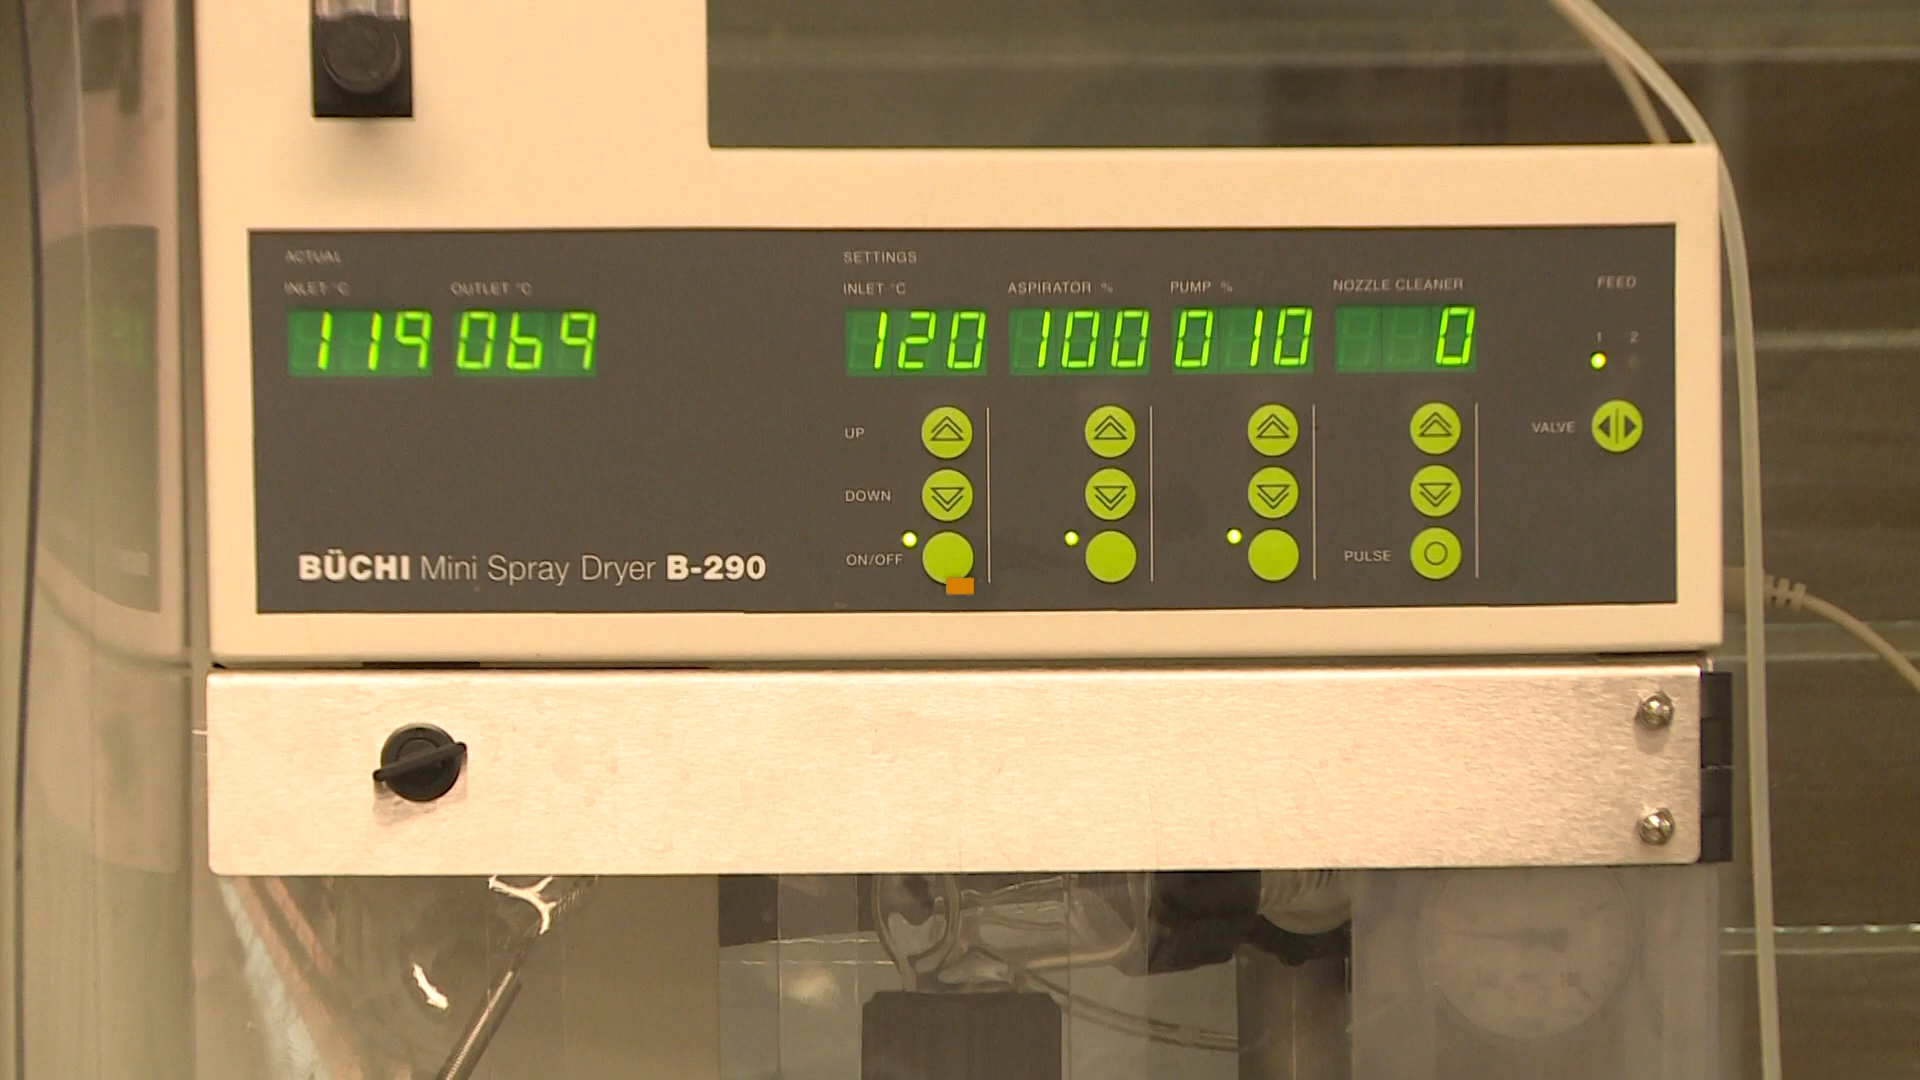 ACTUAL
INLET °C OUTLET °C
119 069
SETTINGS
INLET °C ASPIRATOR % PUMP % NOZZLE CLEANER
120 100 010 0
FEED
1 2
UP
DOWN
ON/OFF
PULSE
VALVE
BÜCHI Mini Spray Dryer B-290